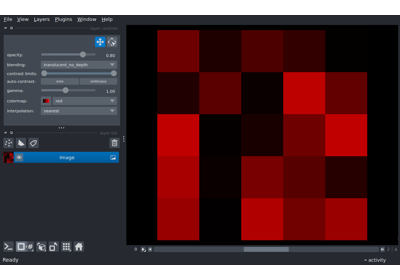 File View Layers Plugins Window Help
opacity: 0.80
blending: translucent_no_depth
contrast limits:
auto-contrast: once continuous
gamma: 1.00
colormap: red
interpolation: nearest
Image
Ready
activity